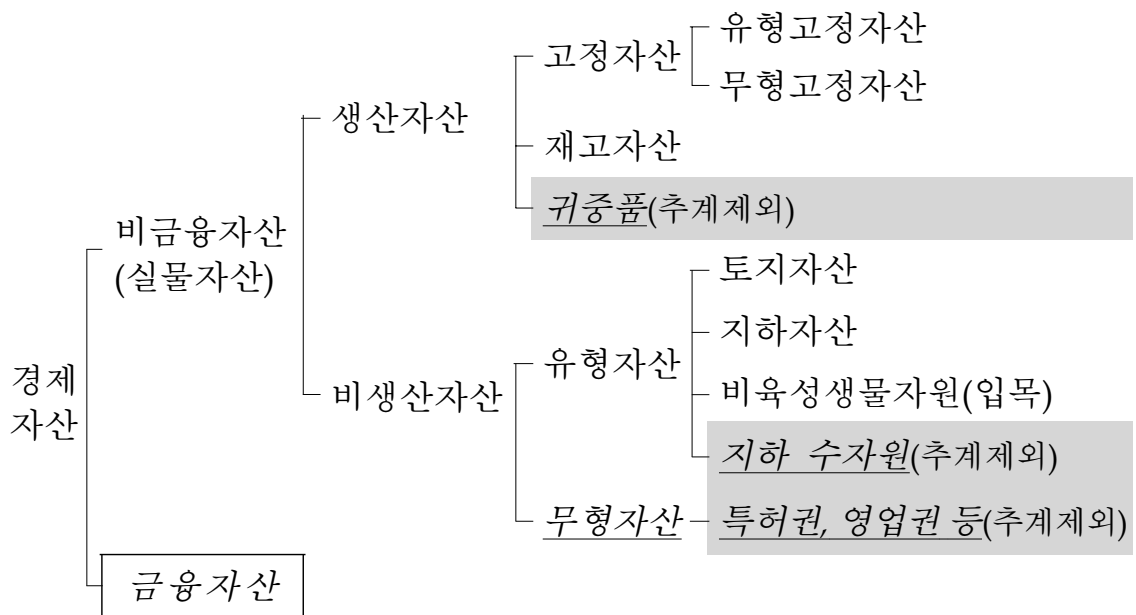 유형고정자산
고정자산
무형고정자산
생산자산
재고자산
귀중품(추계제외)
비금융자산
(실물자산)
토지자산
지하자산
유형자산
경제
자산
비생산자산
비육성생물자원(입목)
지하 수자원(추계제외)
무형자산
특허권, 영업권 등(추계제외)
금융자산